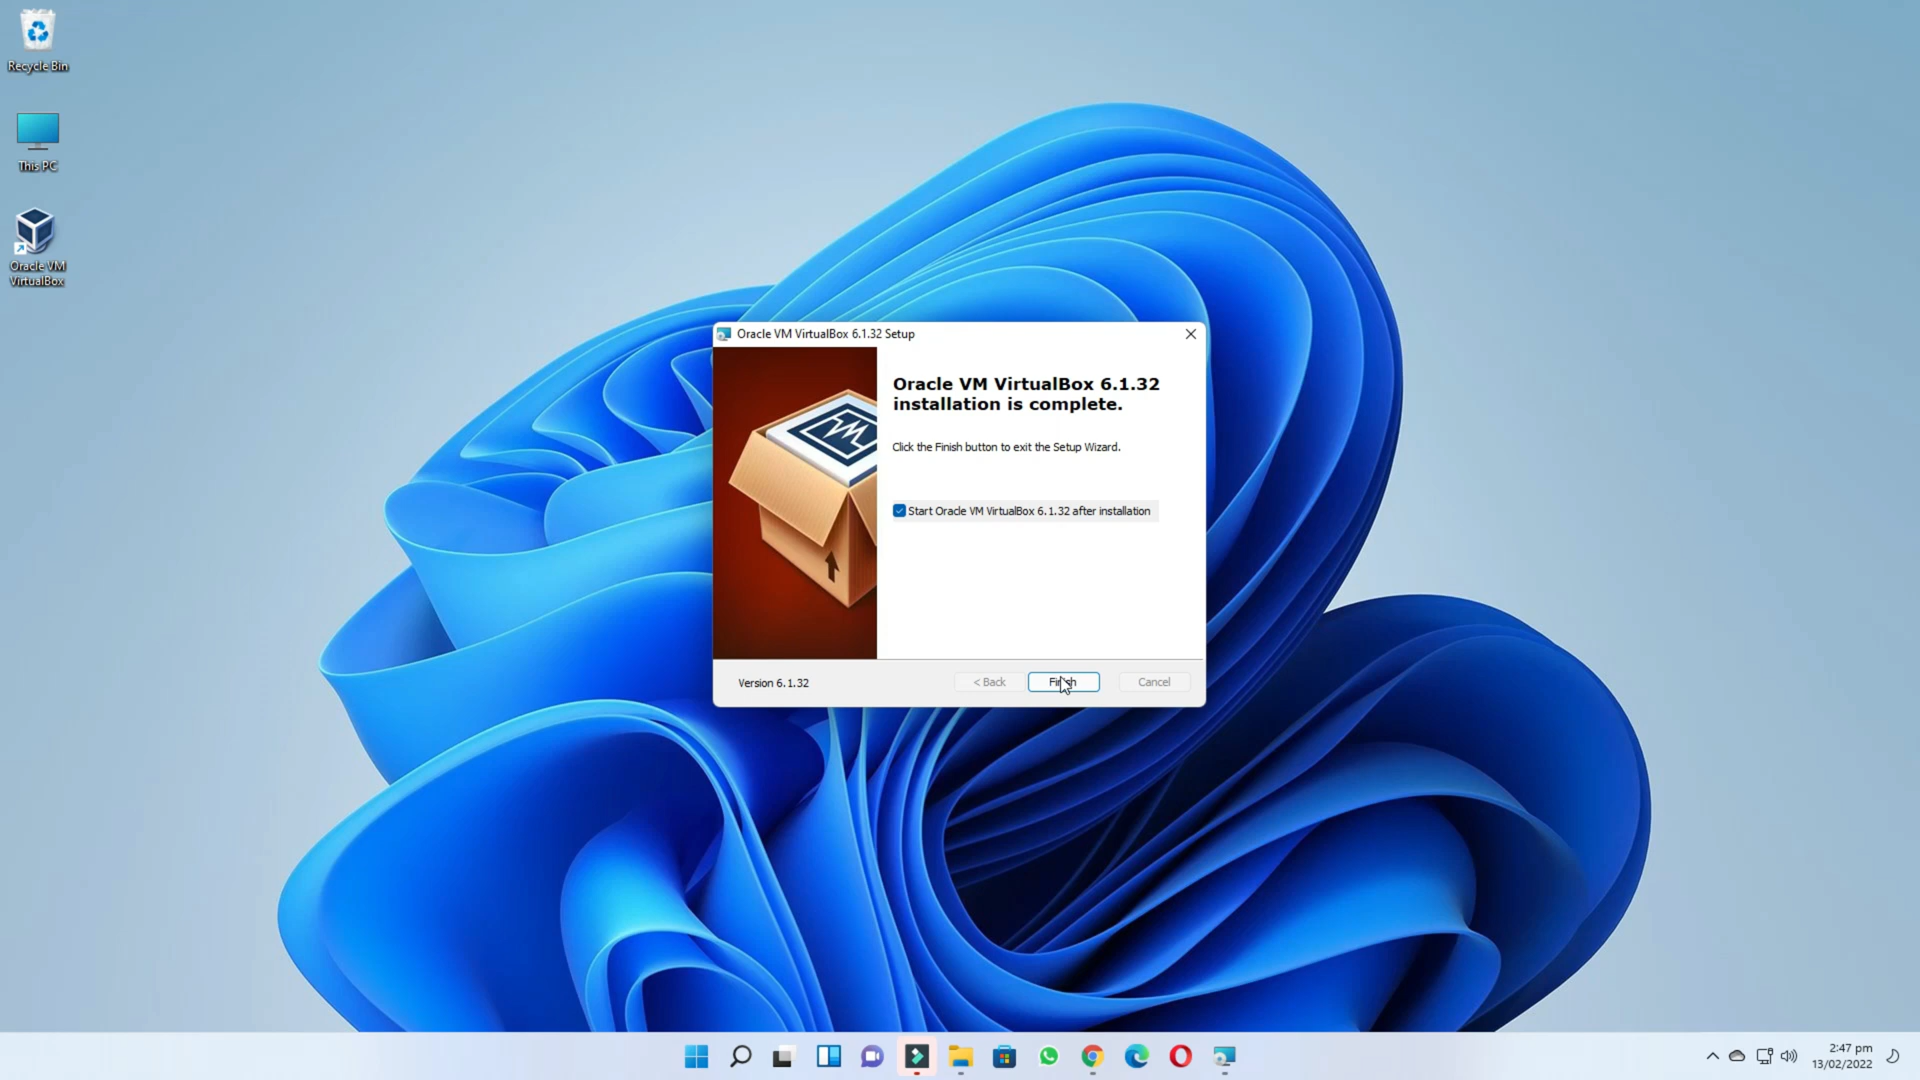 Recycle Bin
This PC
Oracle VM
VirtualBox
Oracle VM VirtualBox 6.1.32 Setup
Oracle VM VirtualBox 6.1.32
installation is complete.
Click the Finish button to exit the Setup Wizard.
Start Oracle VM VirtualBox 6.1.32 after installation
Version 6.1.32
< Back
Finish
Cancel
2:47 pm
13/02/2022